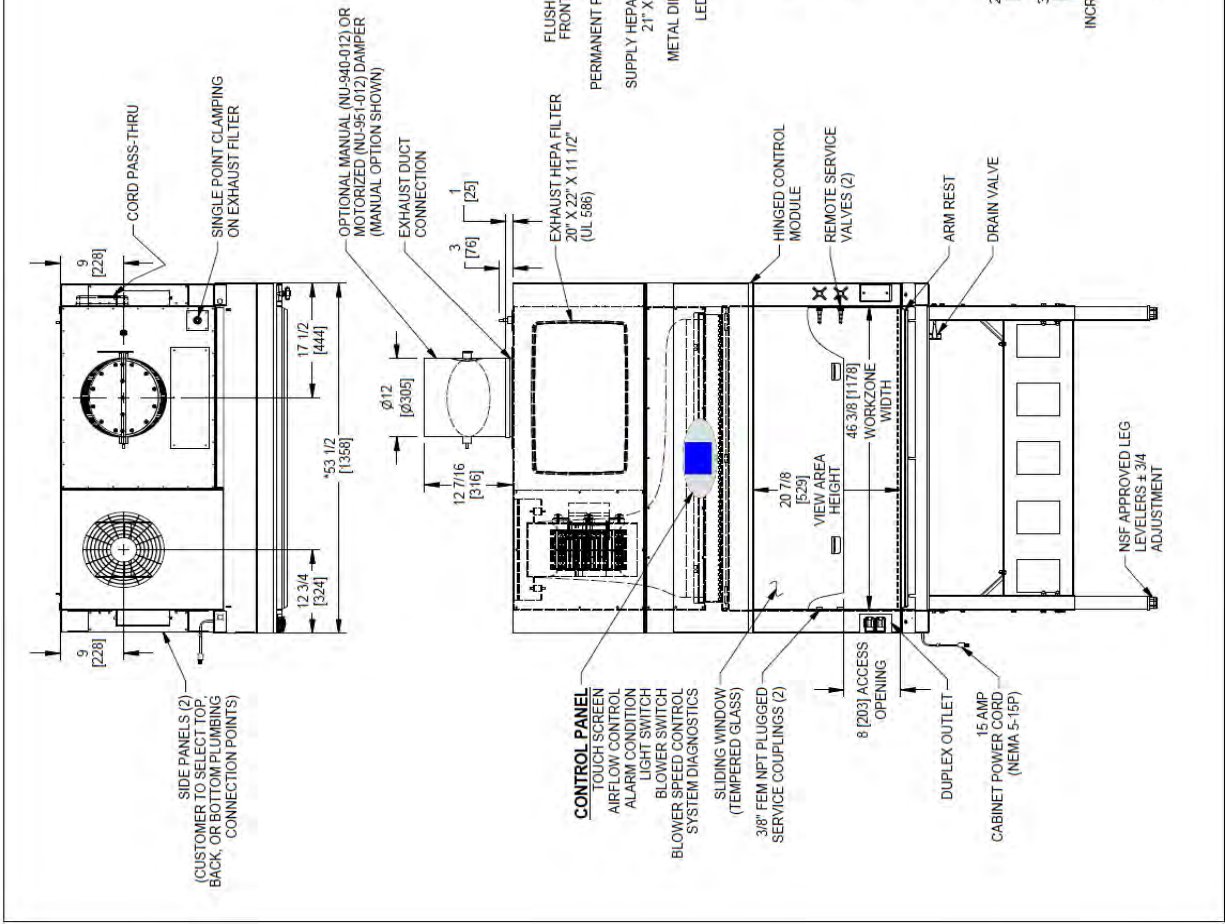 9
[228]
CORD PASS-THRU
SINGLE POINT CLAMPING
ON EXHAUST FILTER
17 1/2
[444]
*53 1/2
[1358]
12 3/4
[324]
9
[228]
SIDE PANELS (2)
(CUSTOMER TO SELECT TOP,
BACK, OR BOTTOM PLUMBING
CONNECTION POINTS)
OPTIONAL MANUAL (NU-940-012) OR
MOTORIZED (NU-951-012) DAMPER
(MANUAL OPTION SHOWN)
EXHAUST DUCT
CONNECTION
1
[25]
3
[76]
Ø12
[Ø305]
12 7/16
[316]
EXHAUST HEPA FILTER
20" X 22" X 11 1/2"
(UL 586)
HINGED CONTROL
MODULE
REMOTE SERVICE
VALVES (2)
ARM REST
DRAIN VALVE
46 3/8 [1178]
WORKZONE
WIDTH
20 7/8
[529]
VIEW AREA
HEIGHT
CONTROL PANEL
TOUCH SCREEN
AIRFLOW CONTROL
ALARM CONDITION
LIGHT SWITCH
BLOWER SWITCH
BLOWER SPEED CONTROL
SYSTEM DIAGNOSTICS
SLIDING WINDOW
(TEMPERED GLASS)
3/8" FEM NPT PLUGGED
SERVICE COUPLINGS (2)
8 [203] ACCESS
OPENING
DUPLEX OUTLET
15 AMP
CABINET POWER CORD
(NEMA 5-15P)
NSF APPROVED LEG
LEVELERS ± 3/4
ADJUSTMENT
FLUSH
FRONT
PERMANENT
SUPPLY HEPA
21" X
METAL
LED
INCR